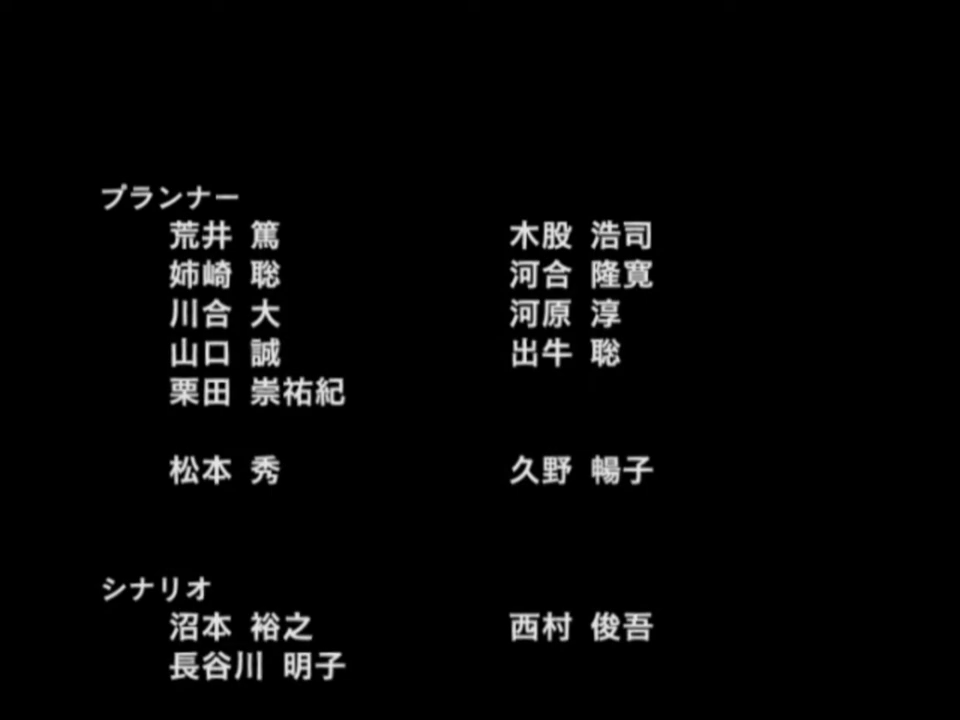 プランナー
荒井 篤 木股 浩司
姉崎 聡 河合 隆寛
川合 大 河原 淳
山口 誠 出牛 聡
栗田 崇祐紀
松本 秀 久野 暢子
シナリオ
沼本 裕之 西村 俊吾
長谷川 明子